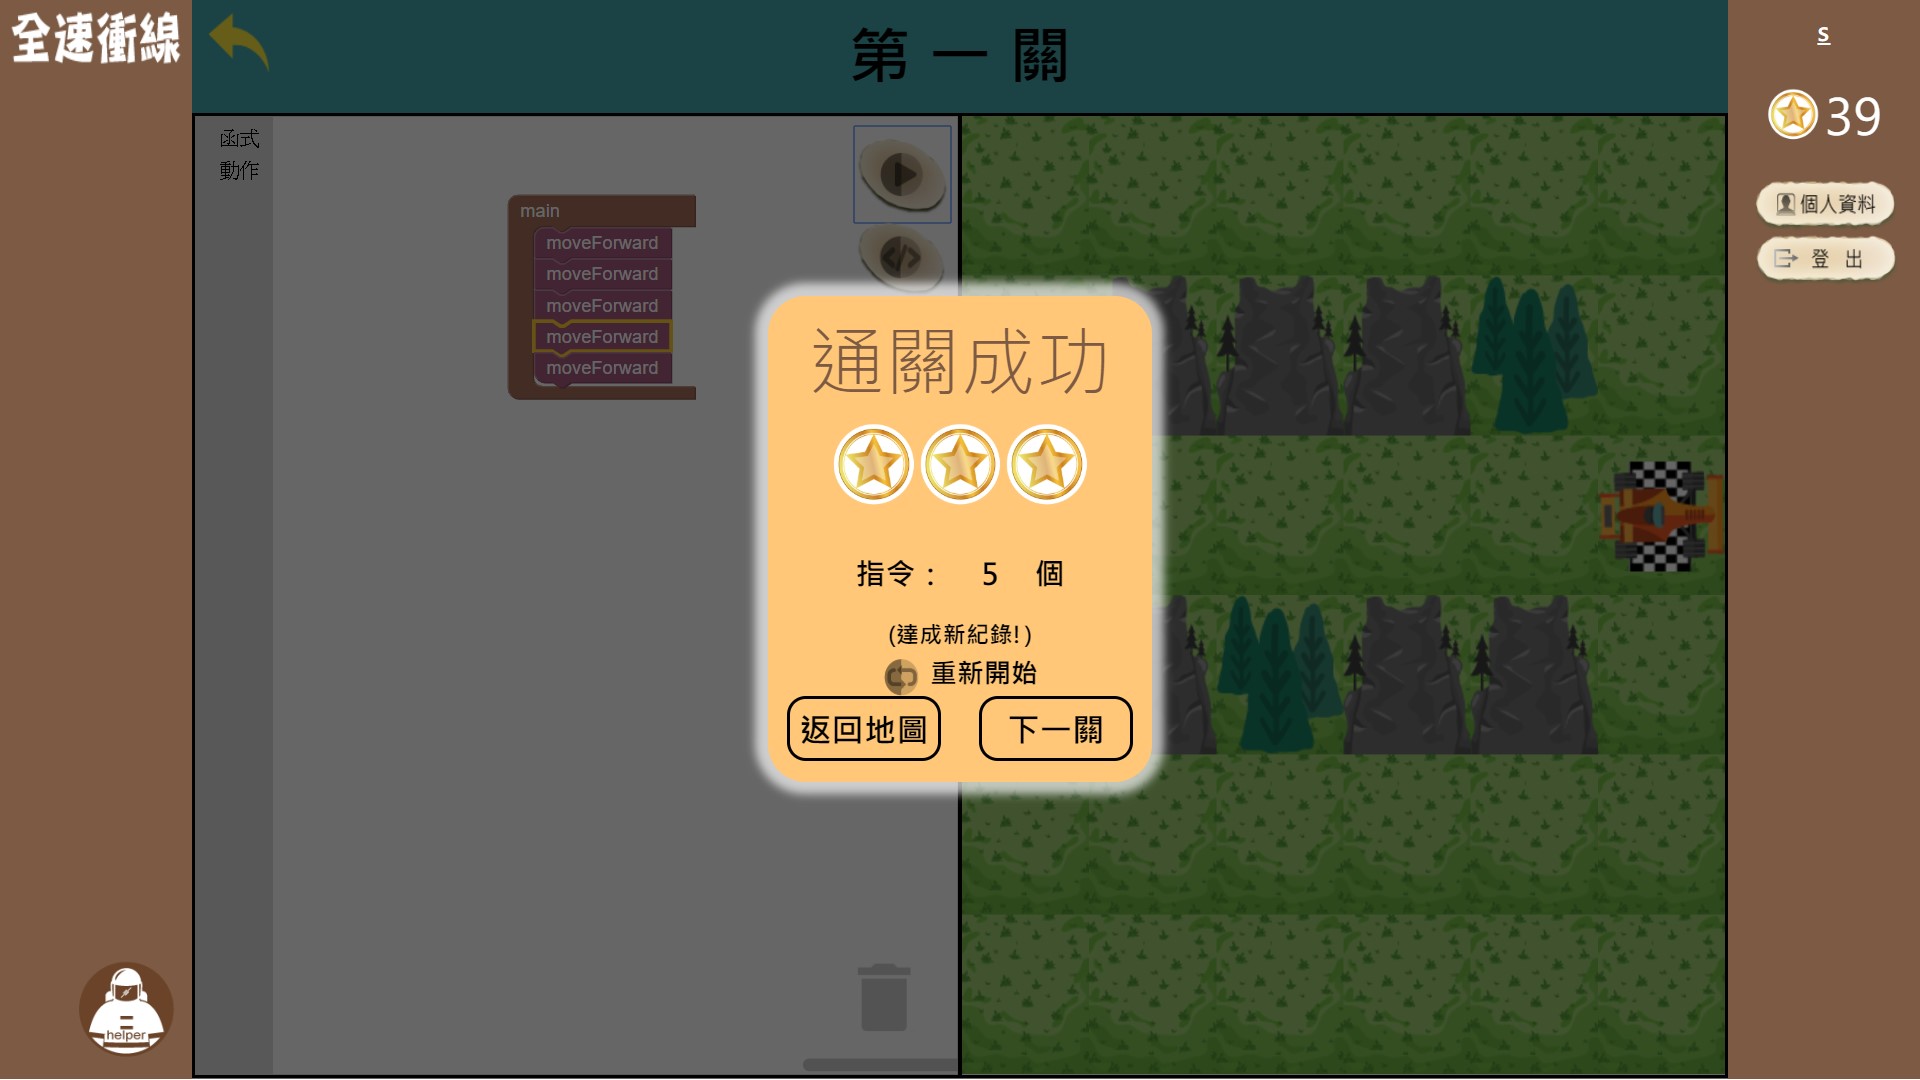 全速衝線
第一關
s
39
個人資料
登出
函式
動作
main
moveForward
moveForward
moveForward
moveForward
moveForward
</>
通關成功
指令: 5 個
(達成新紀錄!)
重新開始
返回地圖
下一關
helper